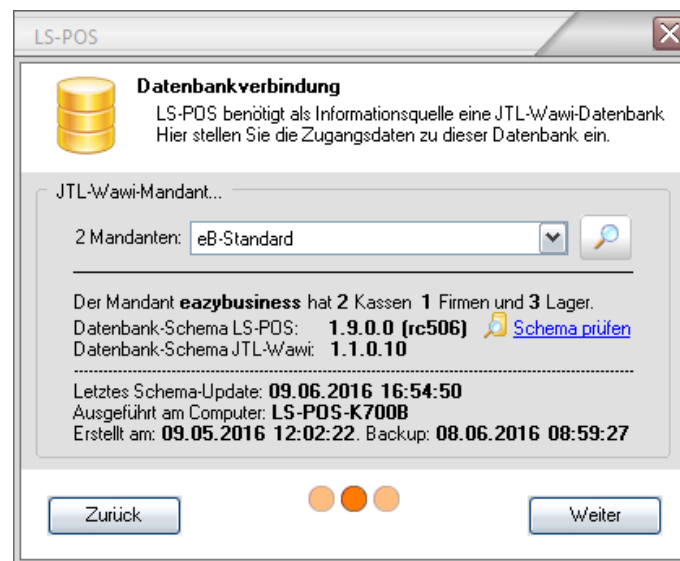 LS-POS
Datenbankverbindung
LS-POS benötigt als Informationsquelle eine JTL-Wawi-Datenbank
Hier stellen Sie die Zugangsdaten zu dieser Datenbank ein.
JTL-Wawi-Mandant...
2 Mandanten: eB-Standard
Der Mandant eazybusiness hat 2 Kassen 1 Firmen und 3 Lager.
Datenbank-Schema LS-POS: 1.9.0.0 (rc506) Schema prüfen
Datenbank-Schema JTL-Wawi: 1.1.0.10
Letztes Schema-Update: 09.06.2016 16:54:50
Ausgeführt am Computer: LS-POS-K700B
Erstellt am: 09.05.2016 12:02:22. Backup: 08.06.2016 08:59:27
Zurück Weiter